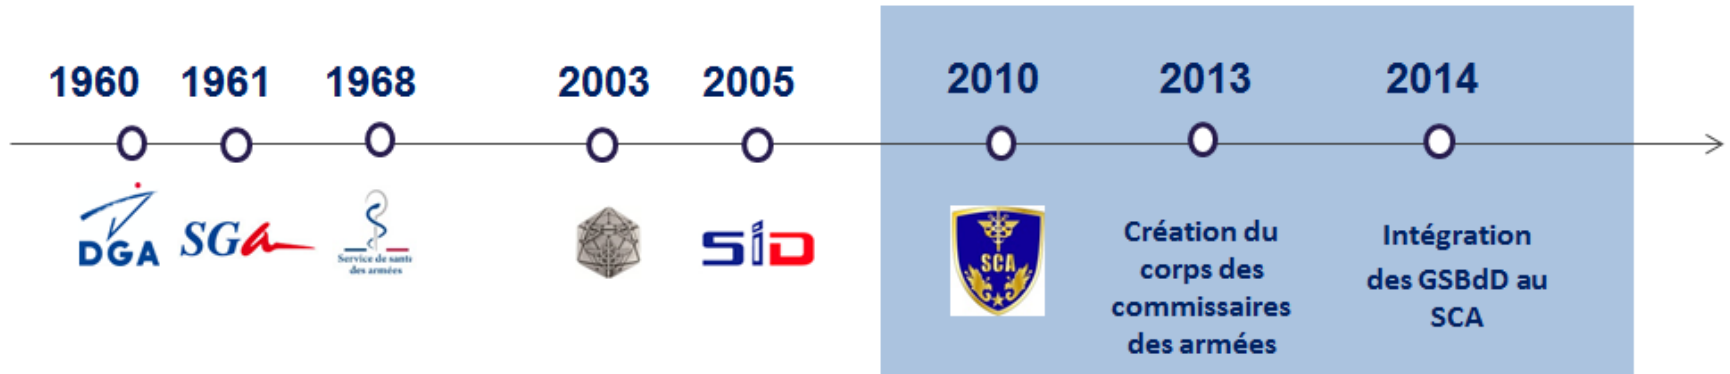 1960 1961 1968 2003 2005 2010 2013 2014
DGA
SGa
Service de santé
des armées
SID
SCA
Création du
corps des
commissaires
des armées
Intégration
des GSBdD au
SCA